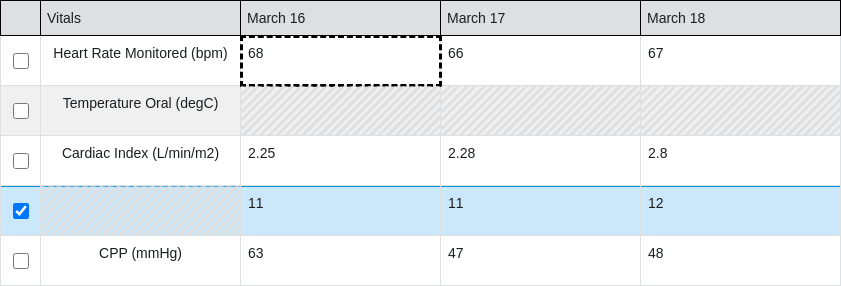 Vitals March 16 March 17 March 18
Heart Rate Monitored (bpm) 68 66 67
Temperature Oral (degC)
Cardiac Index (L/min/m2) 2.25 2.28 2.8
11 11 12
CPP (mmHg) 63 47 48